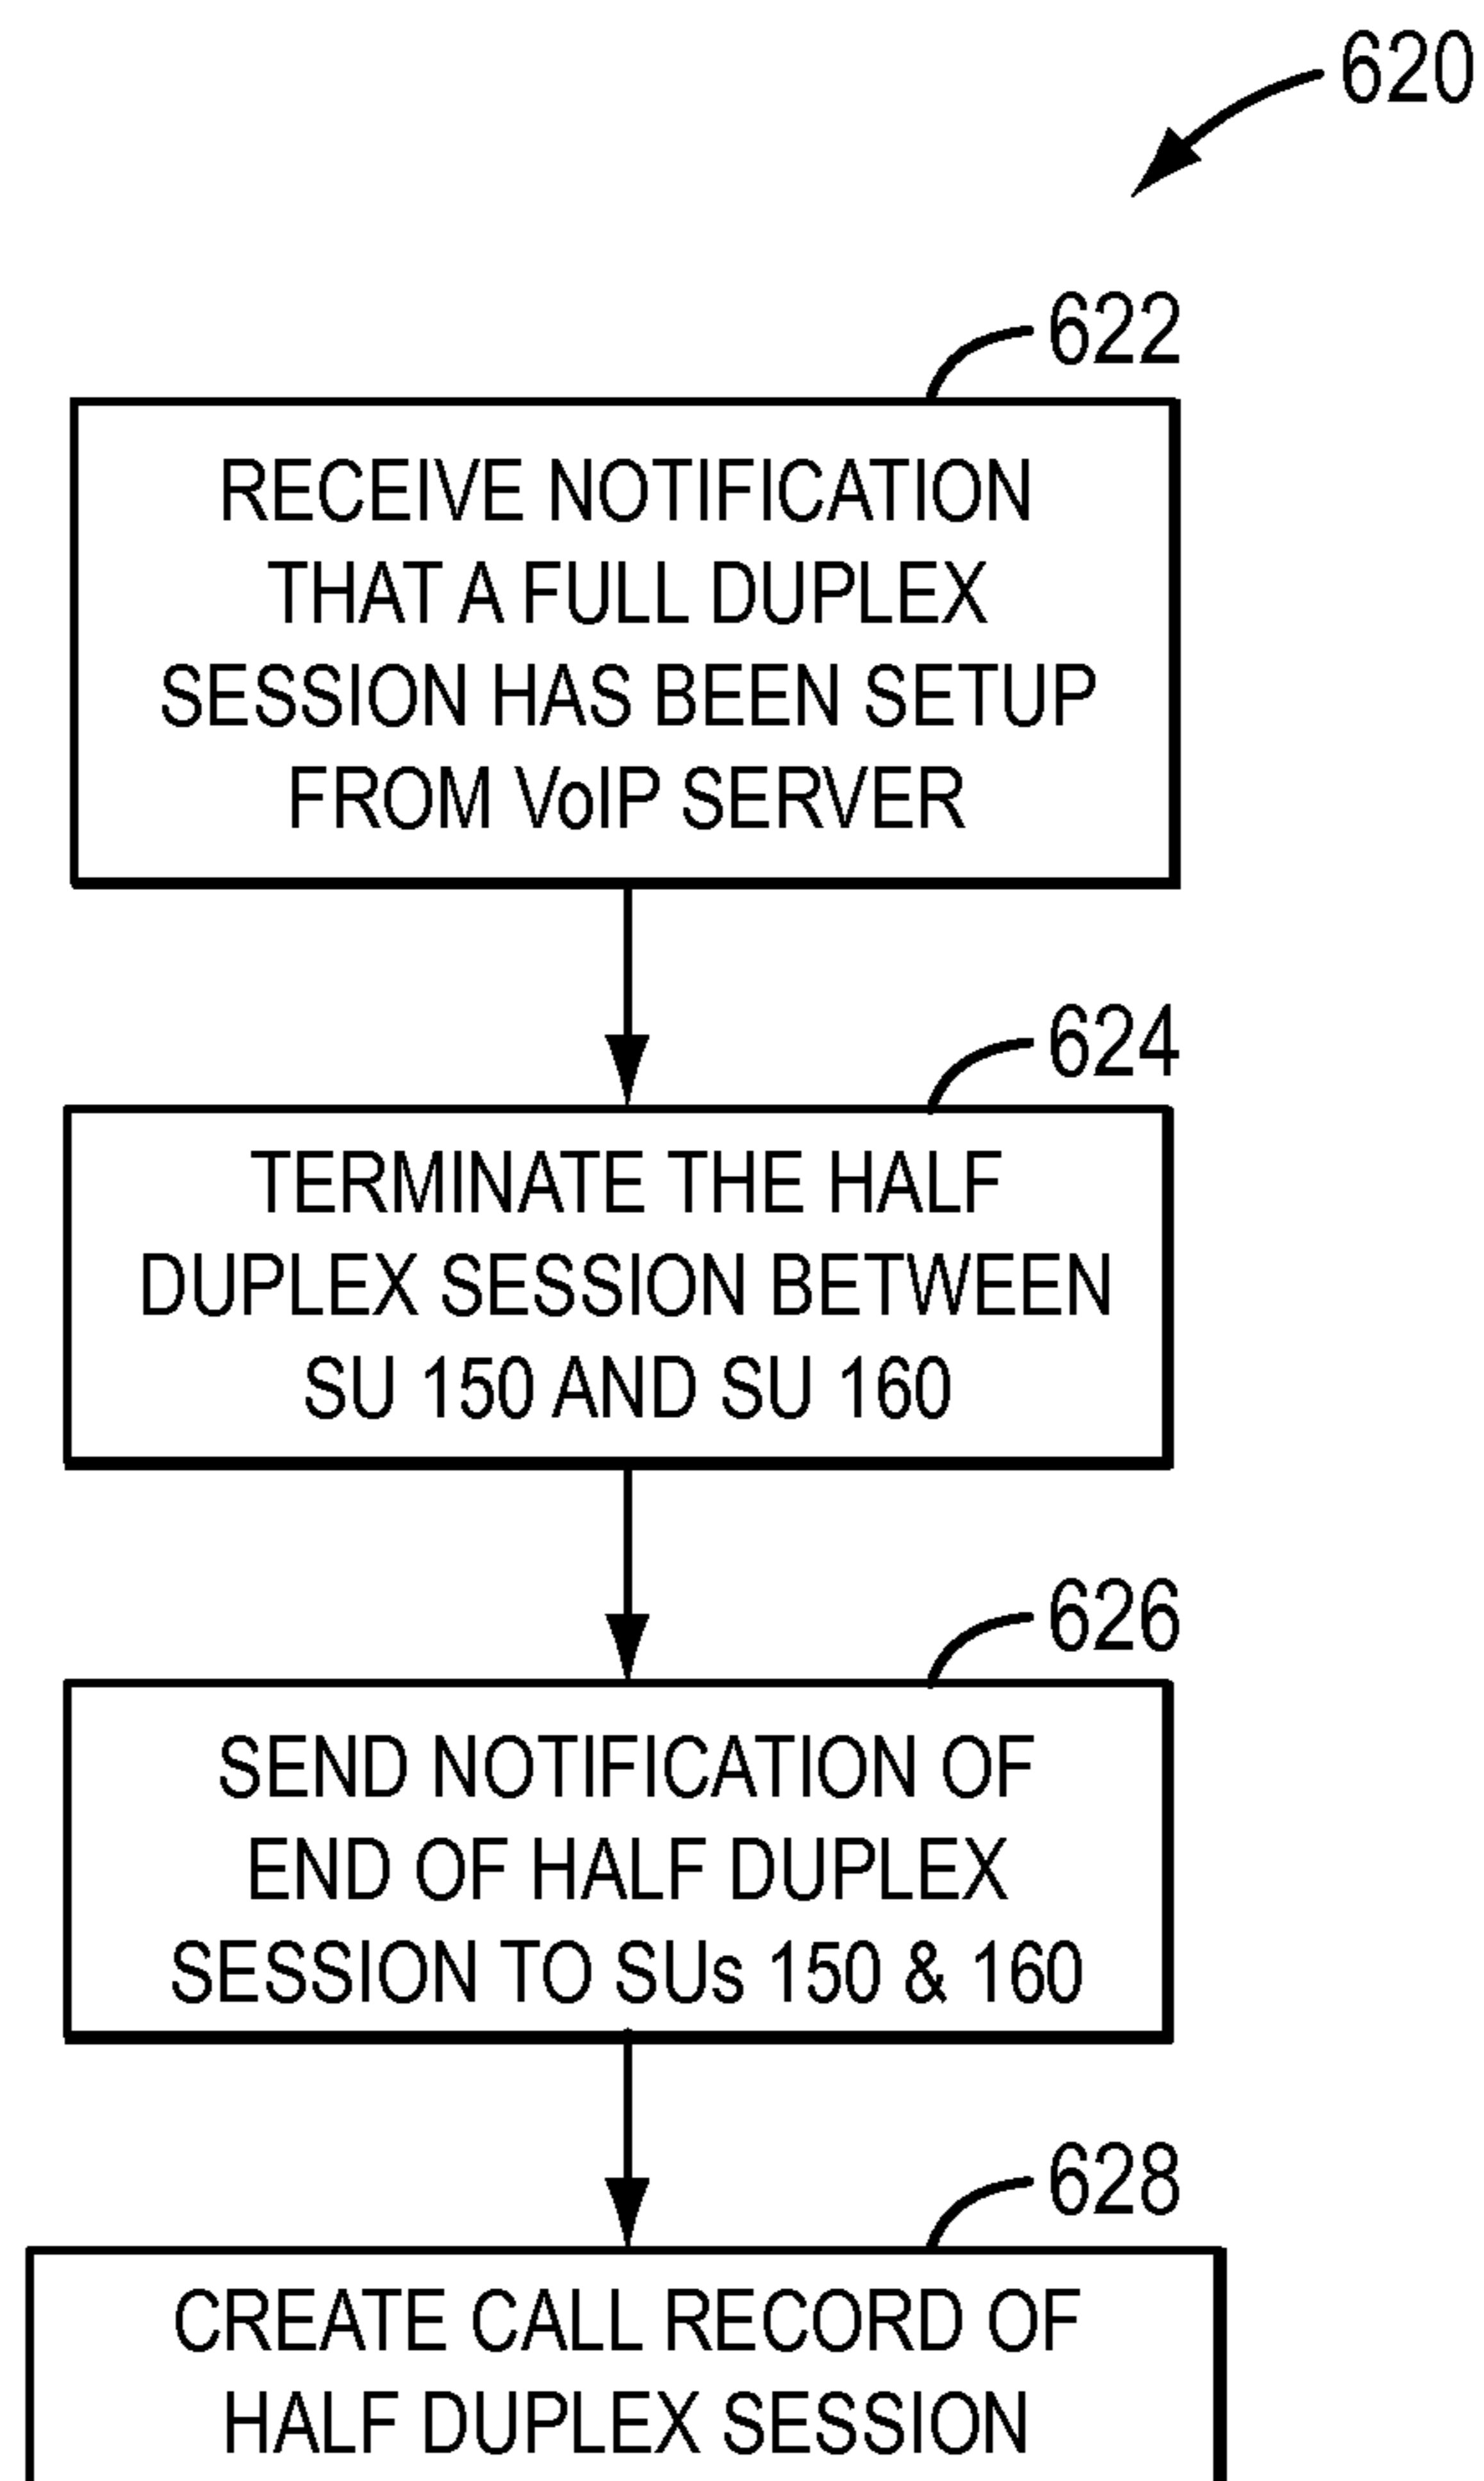 620
622
RECEIVE NOTIFICATION
THAT A FULL DUPLEX
SESSION HAS BEEN SETUP
FROM VoIP SERVER
624
TERMINATE THE HALF
DUPLEX SESSION BETWEEN
SU 150 AND SU 160
626
SEND NOTIFICATION OF
END OF HALF DUPLEX
SESSION TO SUs 150 & 160
628
CREATE CALL RECORD OF
HALF DUPLEX SESSION